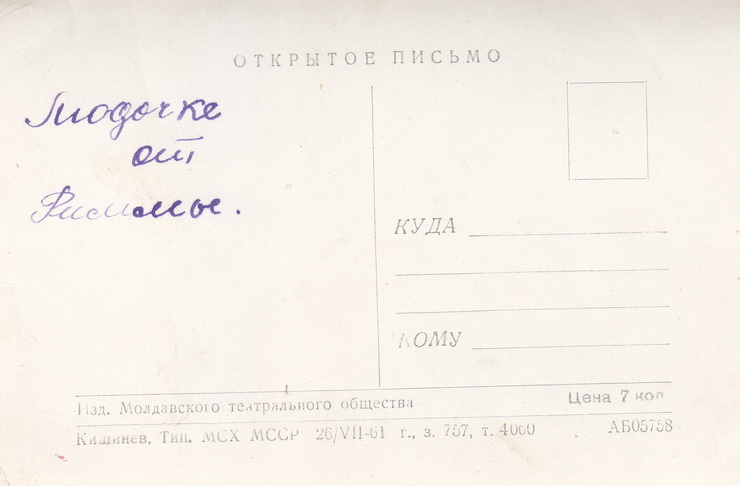 ОТКРЫТОЕ ПИСЬМО
Людочке
от
Риммы.
КУДА
КОМУ
Изд. Молдавского театрального общества
Цена 7 коп
Кишинев, Тип. МСХ МССР 26/VII-61 г., з. 757, т. 4000
АБ05758